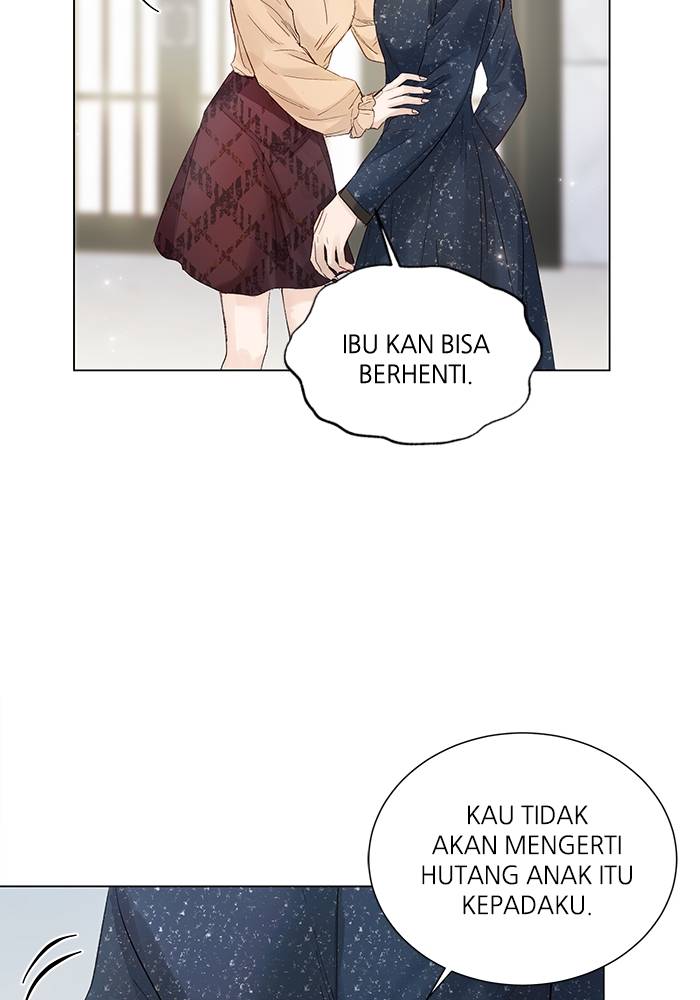 IBU KAN BISA
BERHENTI.
KAU TIDAK
AKAN MENGERTI
HUTANG ANAK ITU
KEPADAKU.